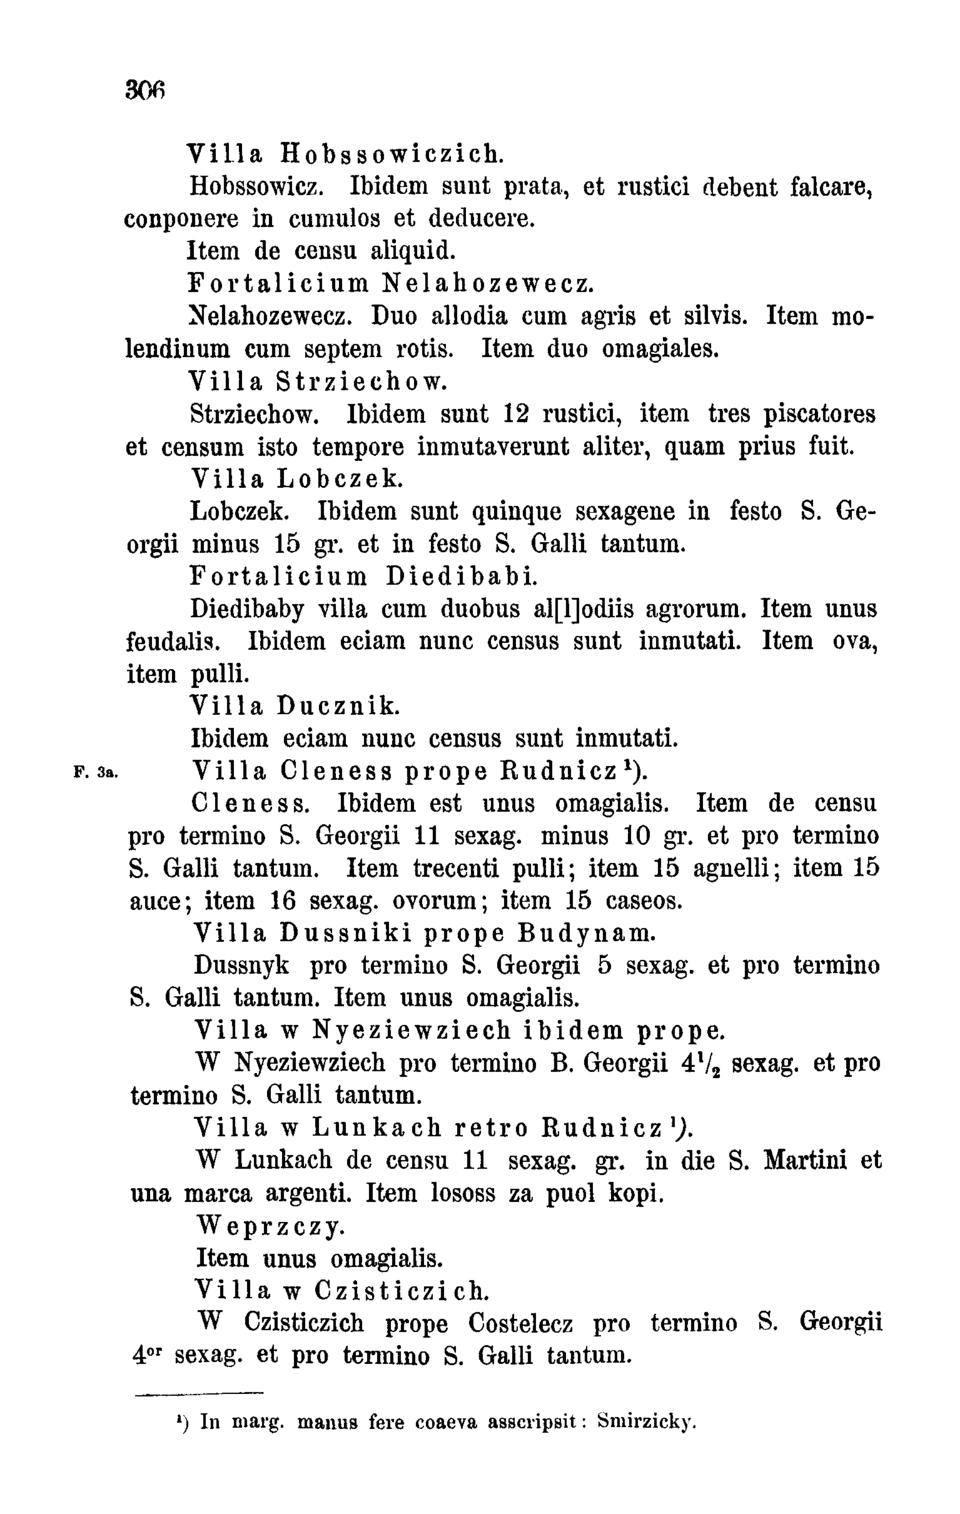 306
Villa Hobssowiczich.
Hobssowicz. Ibidem sunt prata, et rustici debent falcare,
conponere in cumulos et deducere.
Item de censu aliquid.
Fortalicium Nelahozewecz.
Nelahozewecz. Duo allodia cum agris et silvis. Item mo-
lendinum cum septem rotis. Item duo omagiales.
Villa Strziechow.
Strziechow. Ibidem sunt 12 rustici, item tres piscatores
et censum isto tempore inmutaverunt aliter, quam prius fuit.
Villa Lobczek.
Lobczek. Ibidem sunt quinque sexagene in festo S. Ge-
orgii minus 15 gr. et in festo S. Galli tantum.
Fortalicium Diedibabi.
Diedibaby villa cum duobus al[l]odiis agrorum. Item unus
feudalis. Ibidem eciam nunc census sunt inmutati. Item ova,
item pulli.
Villa Ducznik.
Ibidem eciam nunc census sunt inmutati.
F. 3a. Villa Cleness prope Rudnicz ¹).
Cleness. Ibidem est unus omagialis. Item de censu
pro termino S. Georgii 11 sexag. minus 10 gr. et pro termino
S. Galli tantum. Item trecenti pulli; item 15 agnelli; item 15
auce; item 16 sexag. ovorum; item 15 caseos.
Villa Dussniki prope Budynam.
Dussnyk pro termino S. Georgii 5 sexag. et pro termino
S. Galli tantum. Item unus omagialis.
Villa w Nyeziewziech ibidem prope.
W Nyeziewziech pro termino B. Georgii 4½ sexag. et pro
termino S. Galli tantum.
Villa w Lunkach retro Rudnicz ¹).
W Lunkach de censu 11 sexag. gr. in die S. Martini et
una marca argenti. Item lososs za puol kopi.
Weprzczy.
Item unus omagialis.
Villa w Czisticzich.
W Czisticzich prope Costelecz pro termino S. Georgii
4ᵒʳ sexag. et pro termino S. Galli tantum.
¹) In marg. manus fere coaeva asscripsit: Smirzicky.